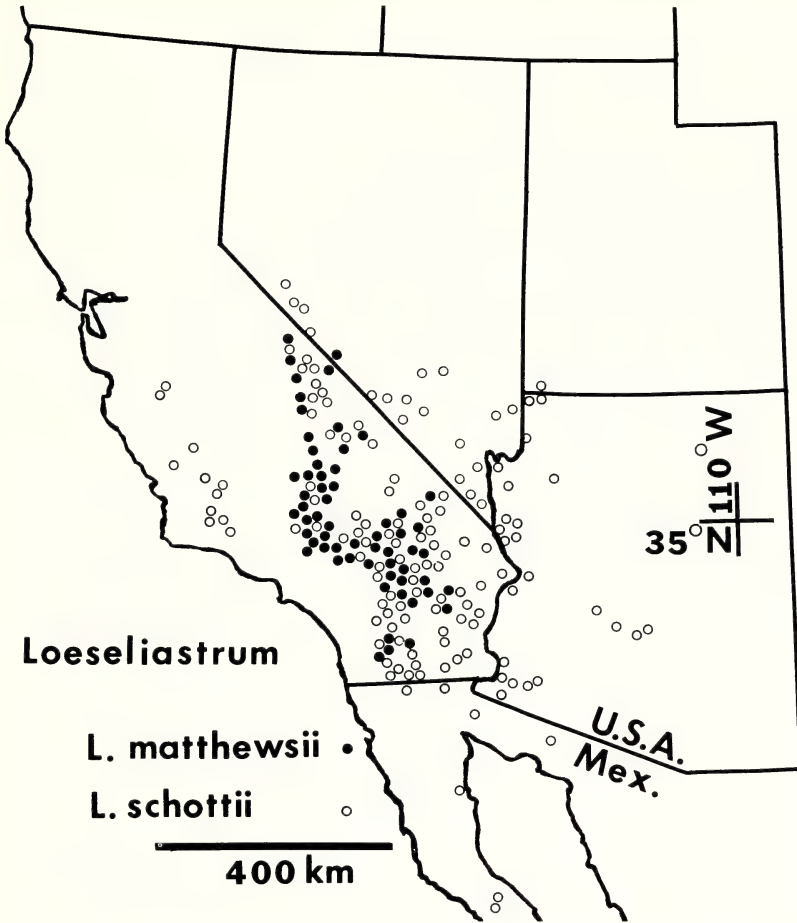 110 W
35° N
Loeseliastrum
L. matthewsii
L. schottii
400 km
U.S.A.
Mex.